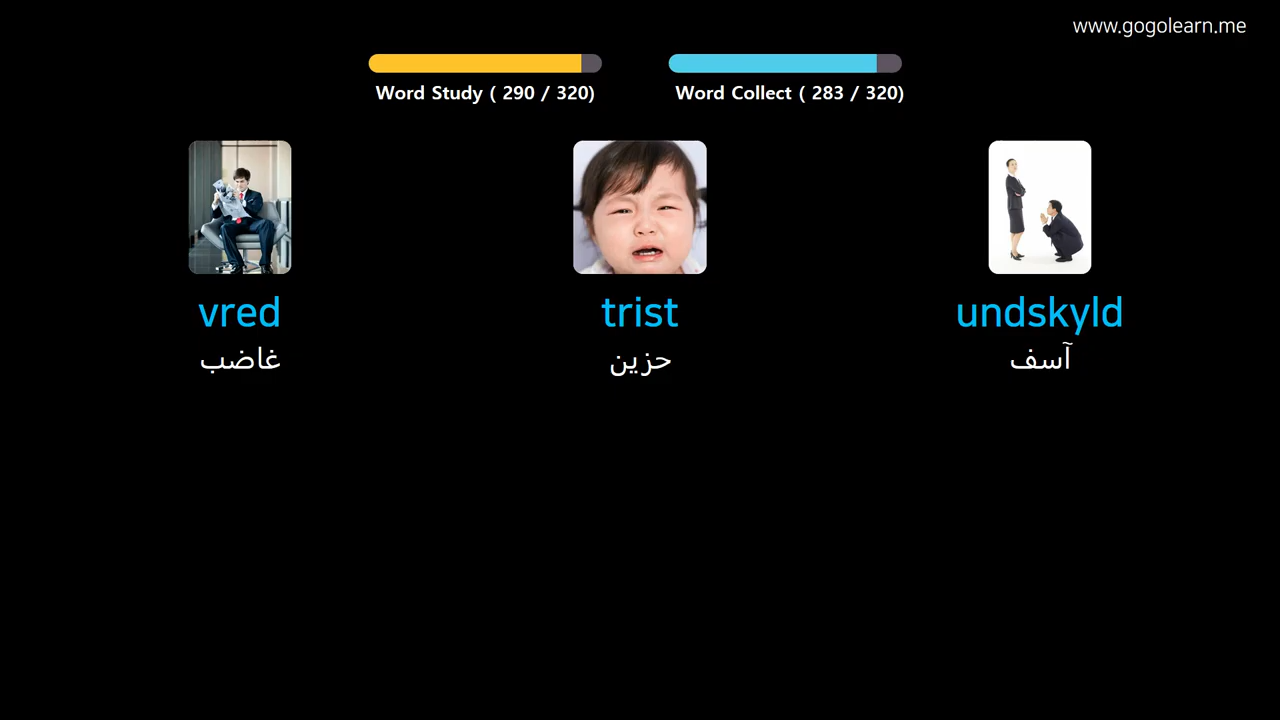 www.gogolearn.me
Word Study ( 290 / 320)
Word Collect ( 283 / 320)
vred
غاضب
trist
حزين
undskyld
آسف